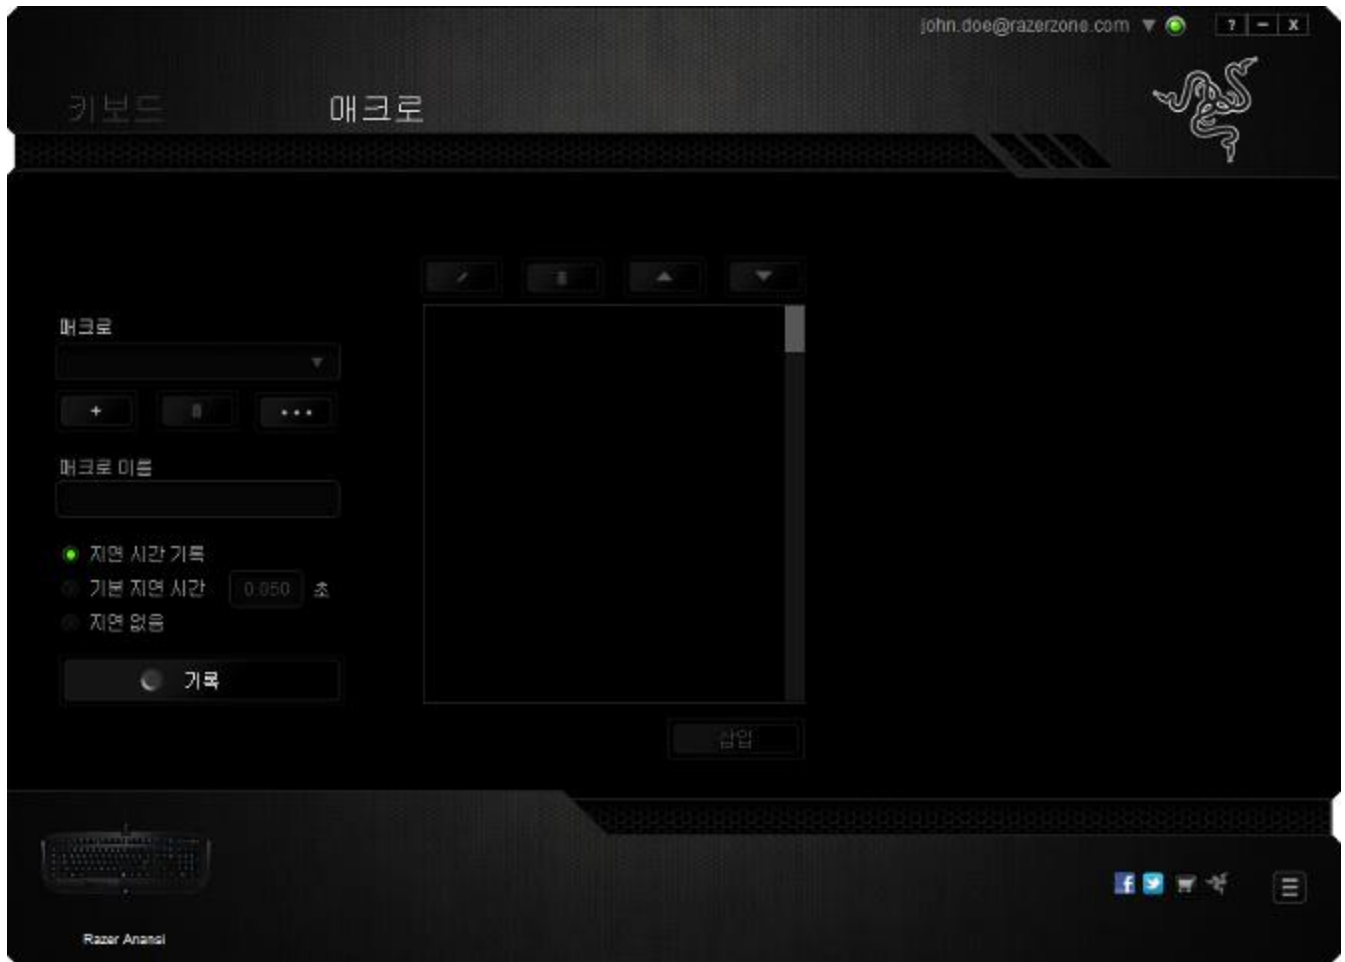 john.doe@razerzone.com
? - X
키보드 매크로
매크로
+ •••
매크로 이름
지연 시간 기록
기본 지연 시간 0.050 초
지연 없음
기록
삽입
f
Razer Anansi